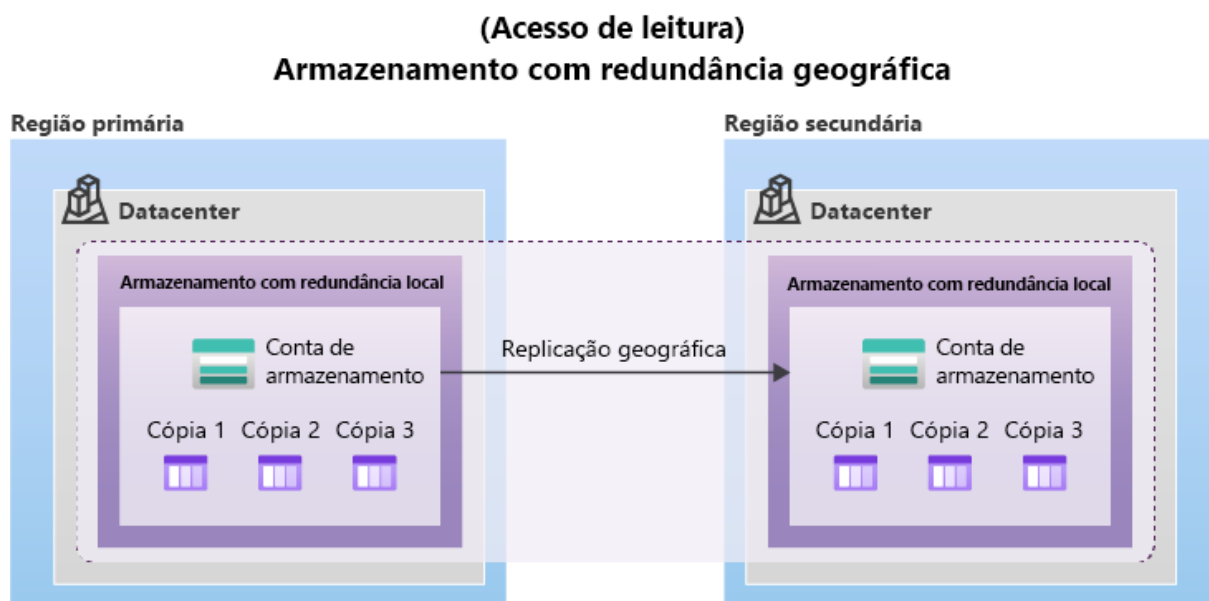 (Acesso de leitura)
Armazenamento com redundância geográfica
Região primária
Datacenter
Armazenamento com redundância local
Conta de
armazenamento
Cópia 1 Cópia 2 Cópia 3
Replicação geográfica
Região secundária
Datacenter
Armazenamento com redundância local
Conta de
armazenamento
Cópia 1 Cópia 2 Cópia 3